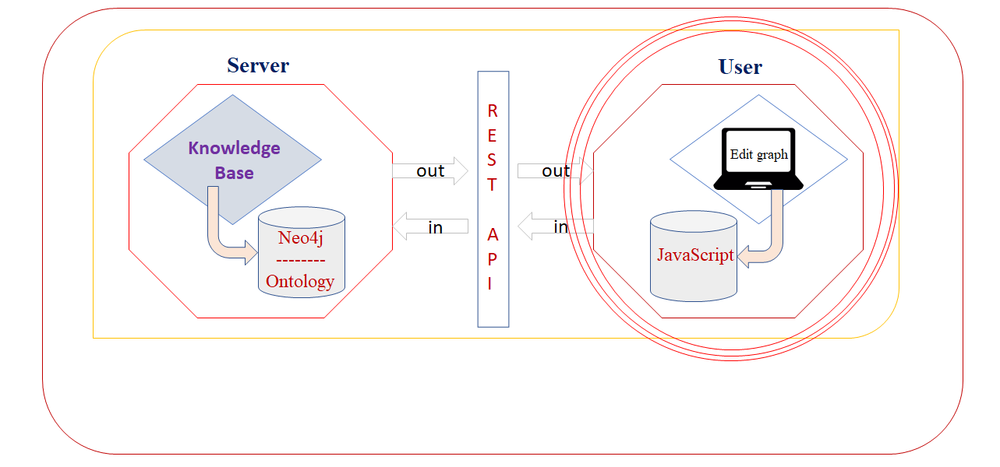 Server
User
Knowledge
Base
Neo4j
--------
Ontology
out
in
R
E
S
T
A
P
I
out
in
Edit graph
JavaScript